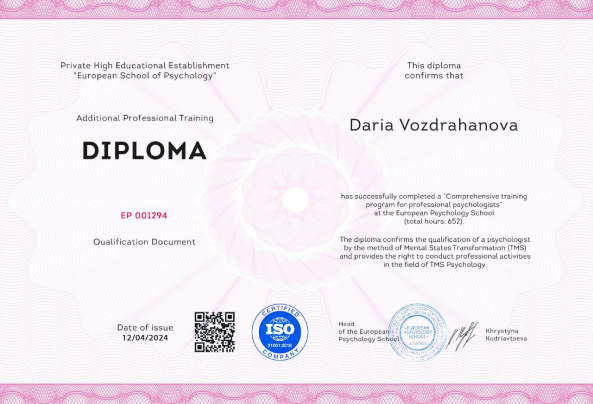 Private High Educational Establishment
"European School of Psychology"
Additional Professional Training
DIPLOMA
EP 001294
Qualification Document
Date of issue
12/04/2024
CERTIFIED
ISO
21001:2018
COMPANY
This diploma
confirms that
Daria Vozdrahanova
has successfully completed a "Comprehensive training
program for professional psychologists"
at the European Psychology School
(total hours: 652).
The diploma confirms the qualification of a psychologist
by the method of Mental States Transformation (TMS)
and provides the right to conduct professional activities
in the field of TMS Psychology.
Head
of the European
Psychology School
«EUROPEAN
PSYCHOLOGY
SCHOOL»
Khrystyna
Kudriavtseva